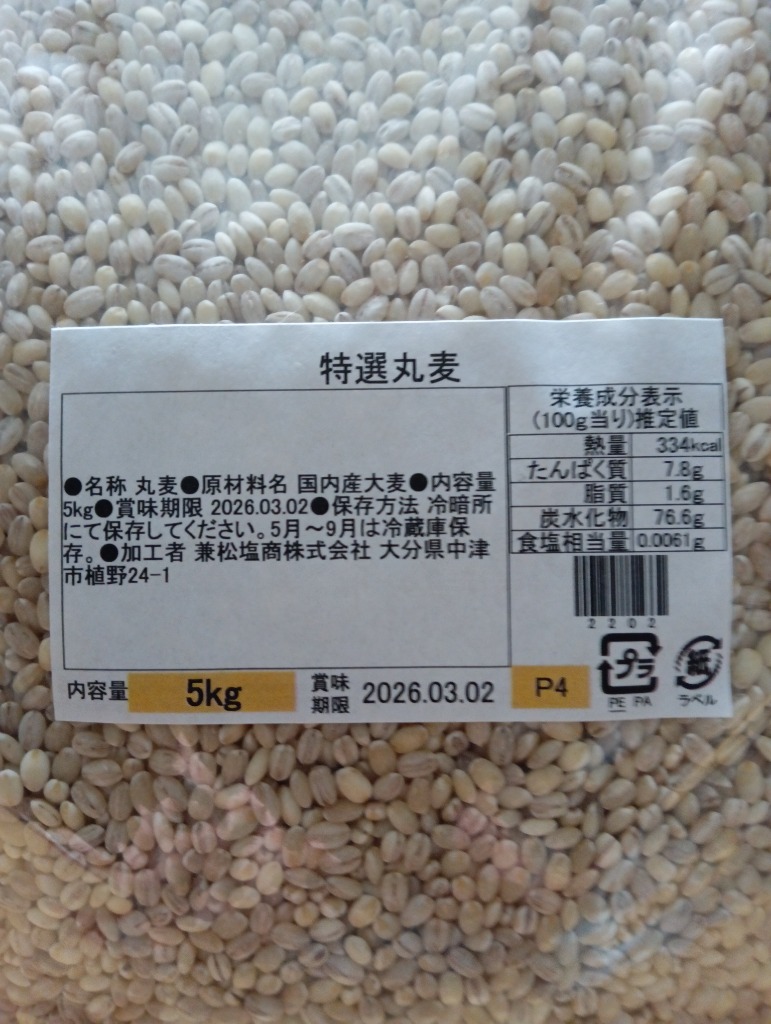 特選丸麦
●名称 丸麦●原材料名 国内産大麦●内容量
5kg●賞味期限 2026.03.02●保存方法 冷暗所
にて保存してください。5月～9月は冷蔵庫保
存。●加工者 兼松塩商株式会社 大分県中津
市植野24-1
栄養成分表示
(100g当り)推定値
熱量 334kcal
たんぱく質 7.8g
脂質 1.6g
炭水化物 76.6g
食塩相当量 0.0061g
2202
プラ
PE PA
紙
ラベル
内容量 5kg 賞味期限 2026.03.02 P4